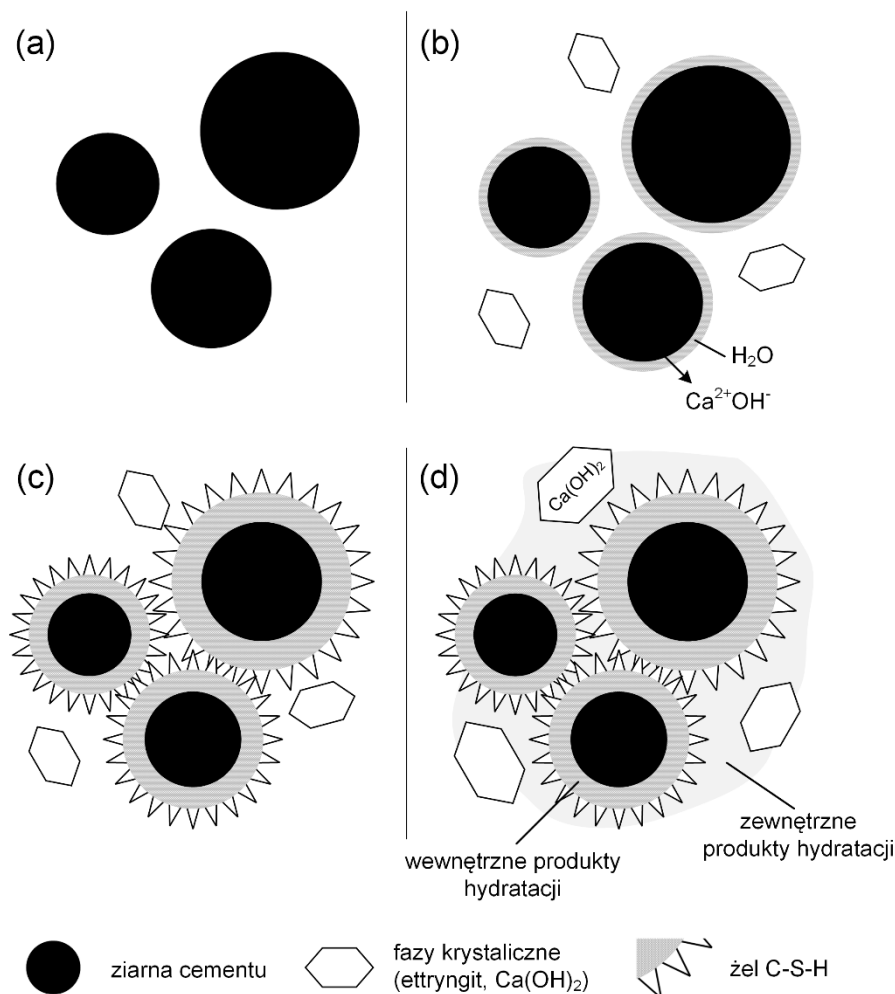 (a)
(b)
H₂O
Ca²⁺OH⁻
(c)
(d)
Ca(OH)₂
wewnętrzne produkty
hydratacji
zewnętrzne
produkty hydratacji
ziarna cementu
fazy krystaliczne
(ettryngit, Ca(OH)₂)
żel C-S-H